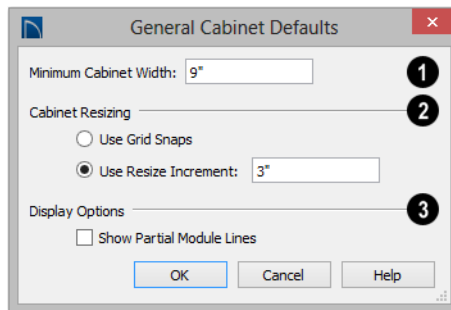 General Cabinet Defaults
Minimum Cabinet Width: 9" 1
Cabinet Resizing 2
Use Grid Snaps
Use Resize Increment: 3"
Display Options 3
Show Partial Module Lines
OK Cancel Help